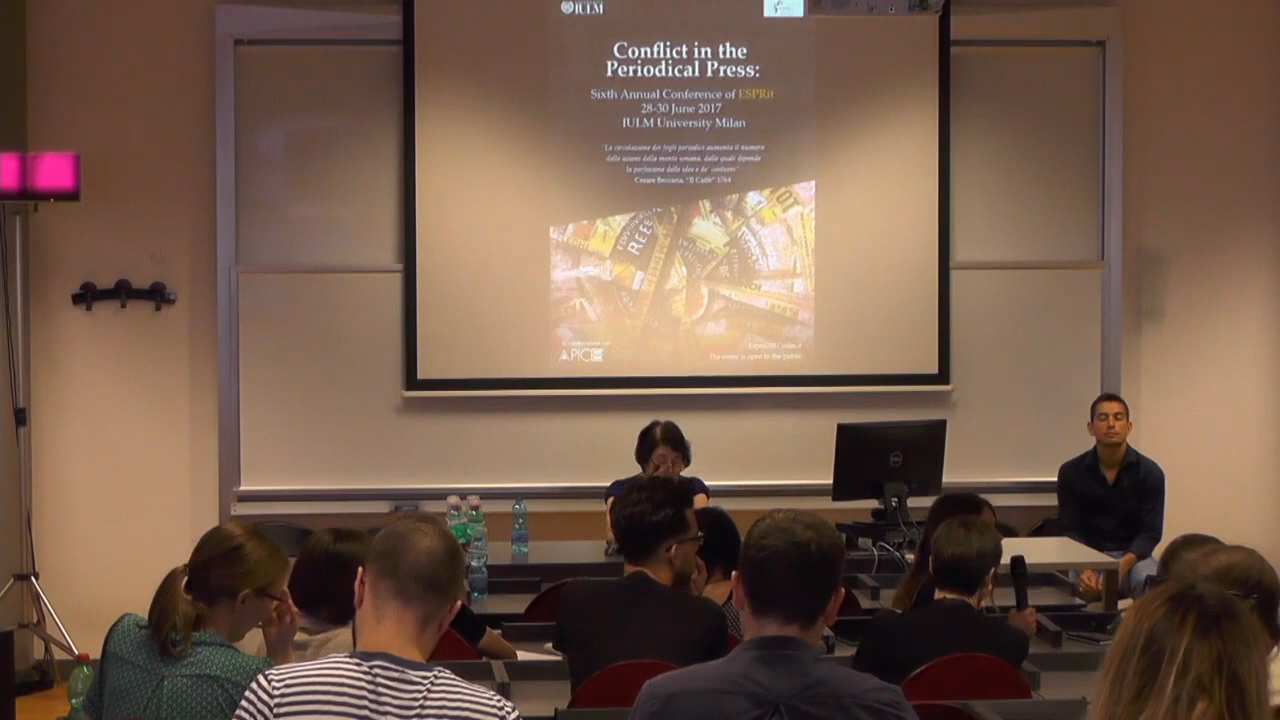 IULM
Conflict in the
Periodical Press:
Sixth Annual Conference of ESPRit
28-30 June 2017
IULM University Milan
"La circolazione dei fogli periodici aumenta il numero
delle azioni della mente umana, dalle quali dipende
la perfezione delle idee e de' costumi"
Cesare Beccaria, "Il Caffè" 1764
REE
APICE
The event is open to the public
DELL